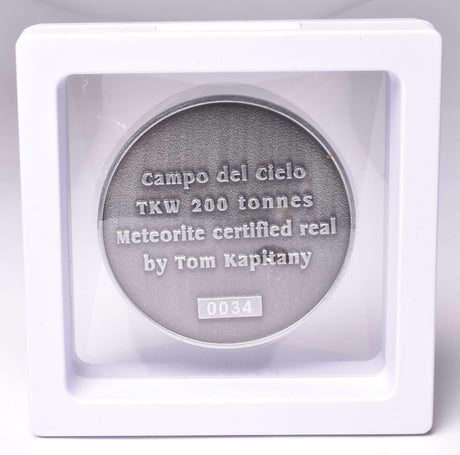 Campo del Cielo
TKW 200 tonnes
Meteorite certified real
by Tom Kapitany
0034